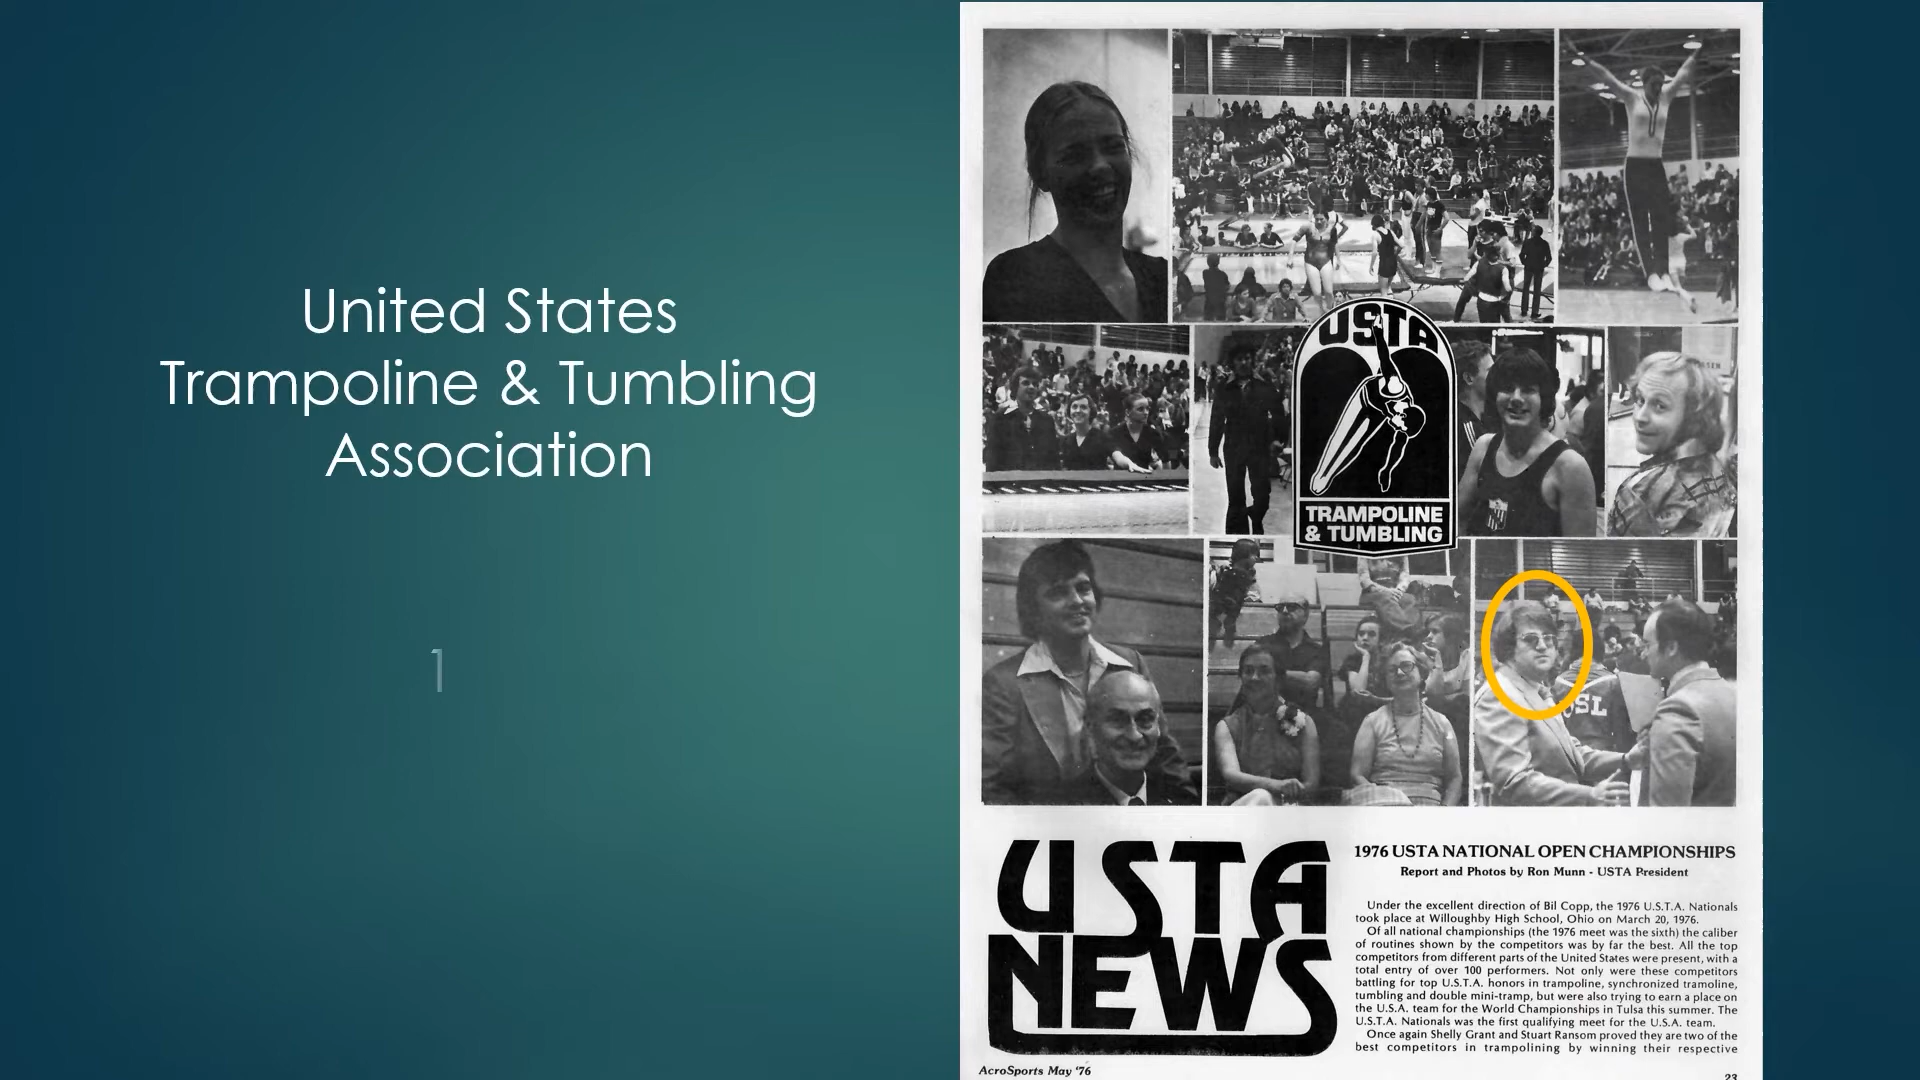 United States
Trampoline & Tumbling
Association
1
USTA
TRAMPOLINE
& TUMBLING
SL
USTA
NEWS
1976 USTA NATIONAL OPEN CHAMPIONSHIPS
Report and Photos by Ron Munn - USTA President
Under the excellent direction of Bil Copp, the 1976 U.S.T.A. Nationals
took place at Willoughby High School, Ohio on March 20, 1976.
Of all national championships (the 1976 meet was the sixth) the caliber
of routines shown by the competitors was by far the best. All the top
competitors from different parts of the United States were present, with a
total entry of over 100 performers. Not only were these competitors
battling for top U.S.T.A. honors in trampoline, synchronized tramoline,
tumbling and double mini-tramp, but were also trying to earn a place on
the U.S.A. team for the World Championships in Tulsa this summer. The
U.S.T.A. Nationals was the first qualifying meet for the U.S.A. team.
Once again Shelly Grant and Stuart Ransom proved they are two of the
best competitors in trampolining by winning their respective
AcroSports May '76
23